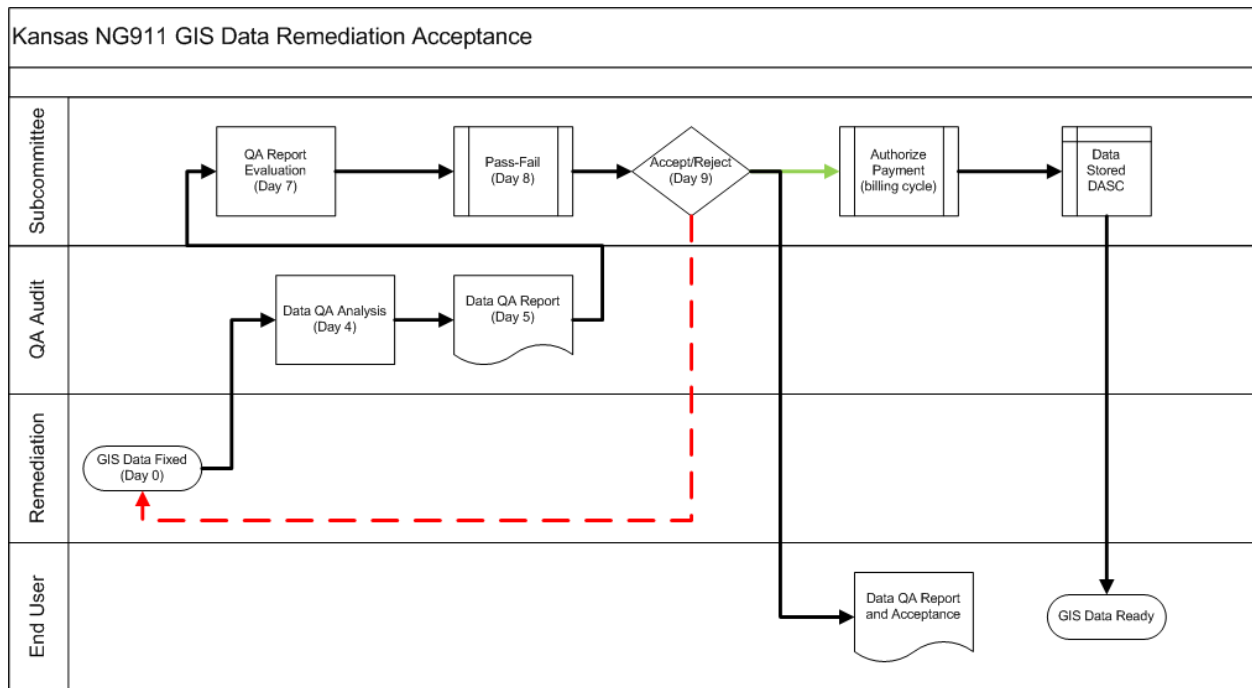 Kansas NG911 GIS Data Remediation Acceptance
Subcommittee
QA Report
Evaluation
(Day 7)
Pass-Fail
(Day 8)
Accept/Reject
(Day 9)
Authorize
Payment
(billing cycle)
Data
Stored
DASC
QA Audit
Data QA Analysis
(Day 4)
Data QA Report
(Day 5)
Remediation
GIS Data Fixed
(Day 0)
End User
Data QA Report
and Acceptance
GIS Data Ready